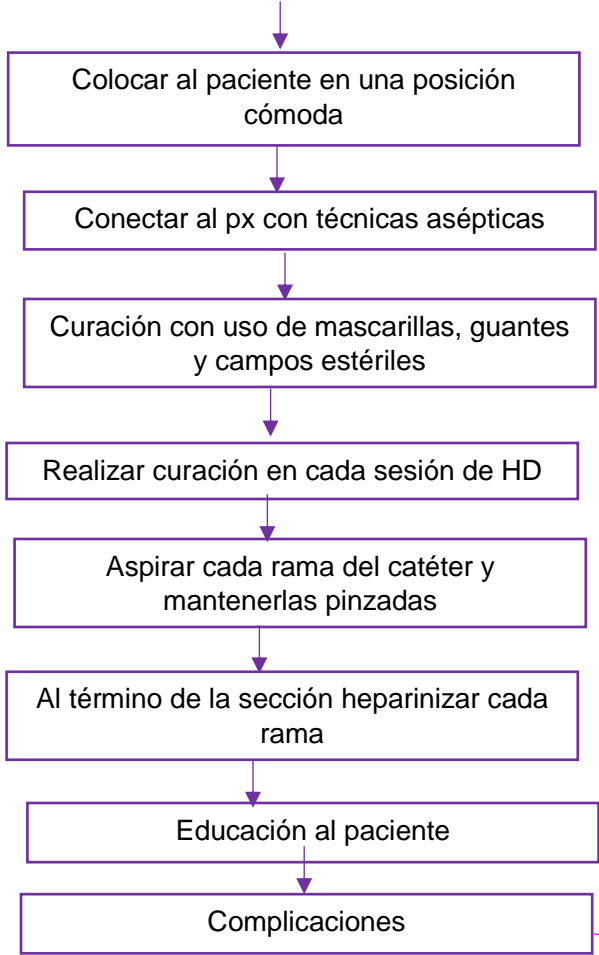 Colocar al paciente en una posición
cómoda
Conectar al px con técnicas asépticas
Curación con uso de mascarillas, guantes
y campos estériles
Realizar curación en cada sesión de HD
Aspirar cada rama del catéter y
mantenerlas pinzadas
Al término de la sección heparinizar cada
rama
Educación al paciente
Complicaciones